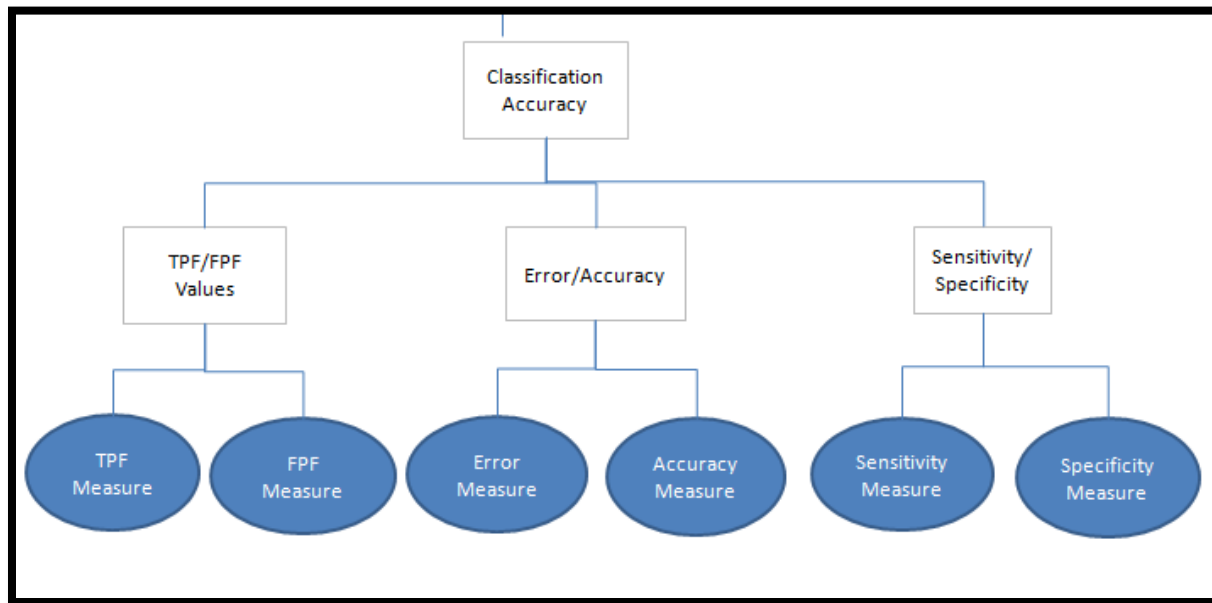 Classification
Accuracy
TPF/FPF
Values
Error/Accuracy
Sensitivity/
Specificity
TPF
Measure
FPF
Measure
Error
Measure
Accuracy
Measure
Sensitivity
Measure
Specificity
Measure